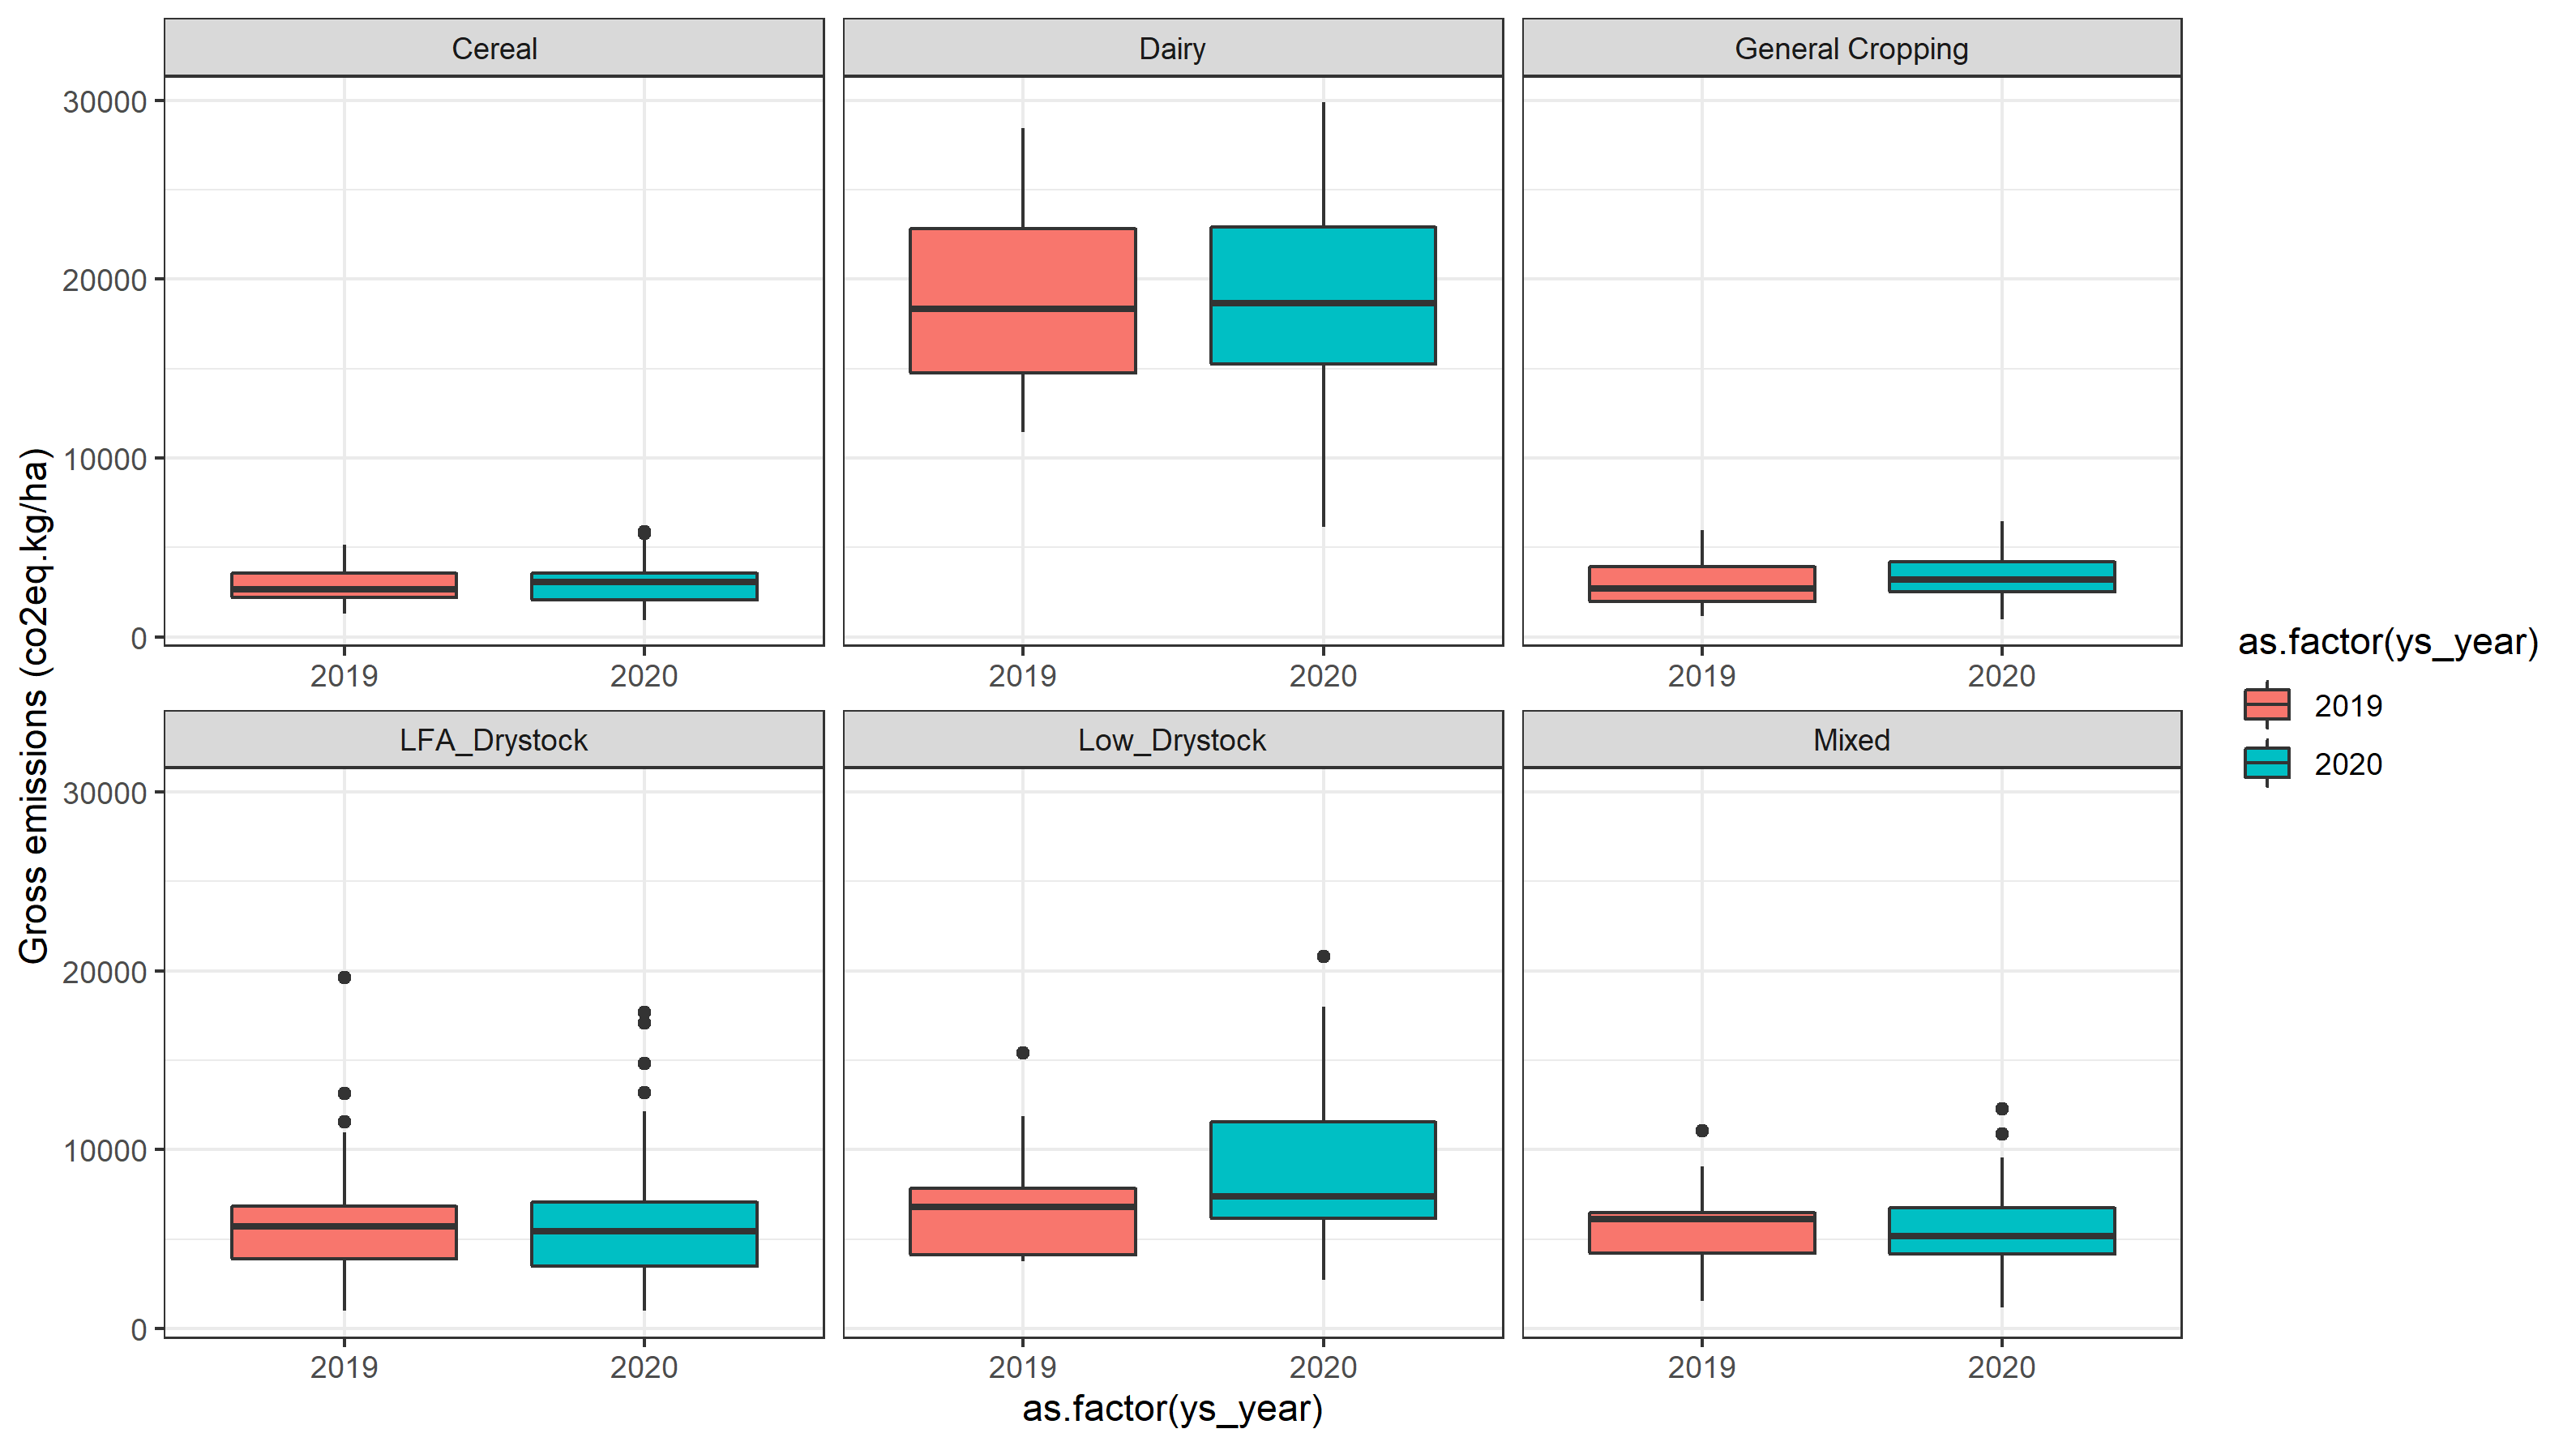 Cereal
Dairy
General Cropping
30000
20000
10000
0
2019
2020
2019
2020
2019
2020
LFA_Drystock
Low_Drystock
Mixed
30000
20000
10000
0
2019
2020
2019
2020
2019
2020
as.factor(ys_year)
Gross emissions (co2eq.kg/ha)
as.factor(ys_year)
2019
2020